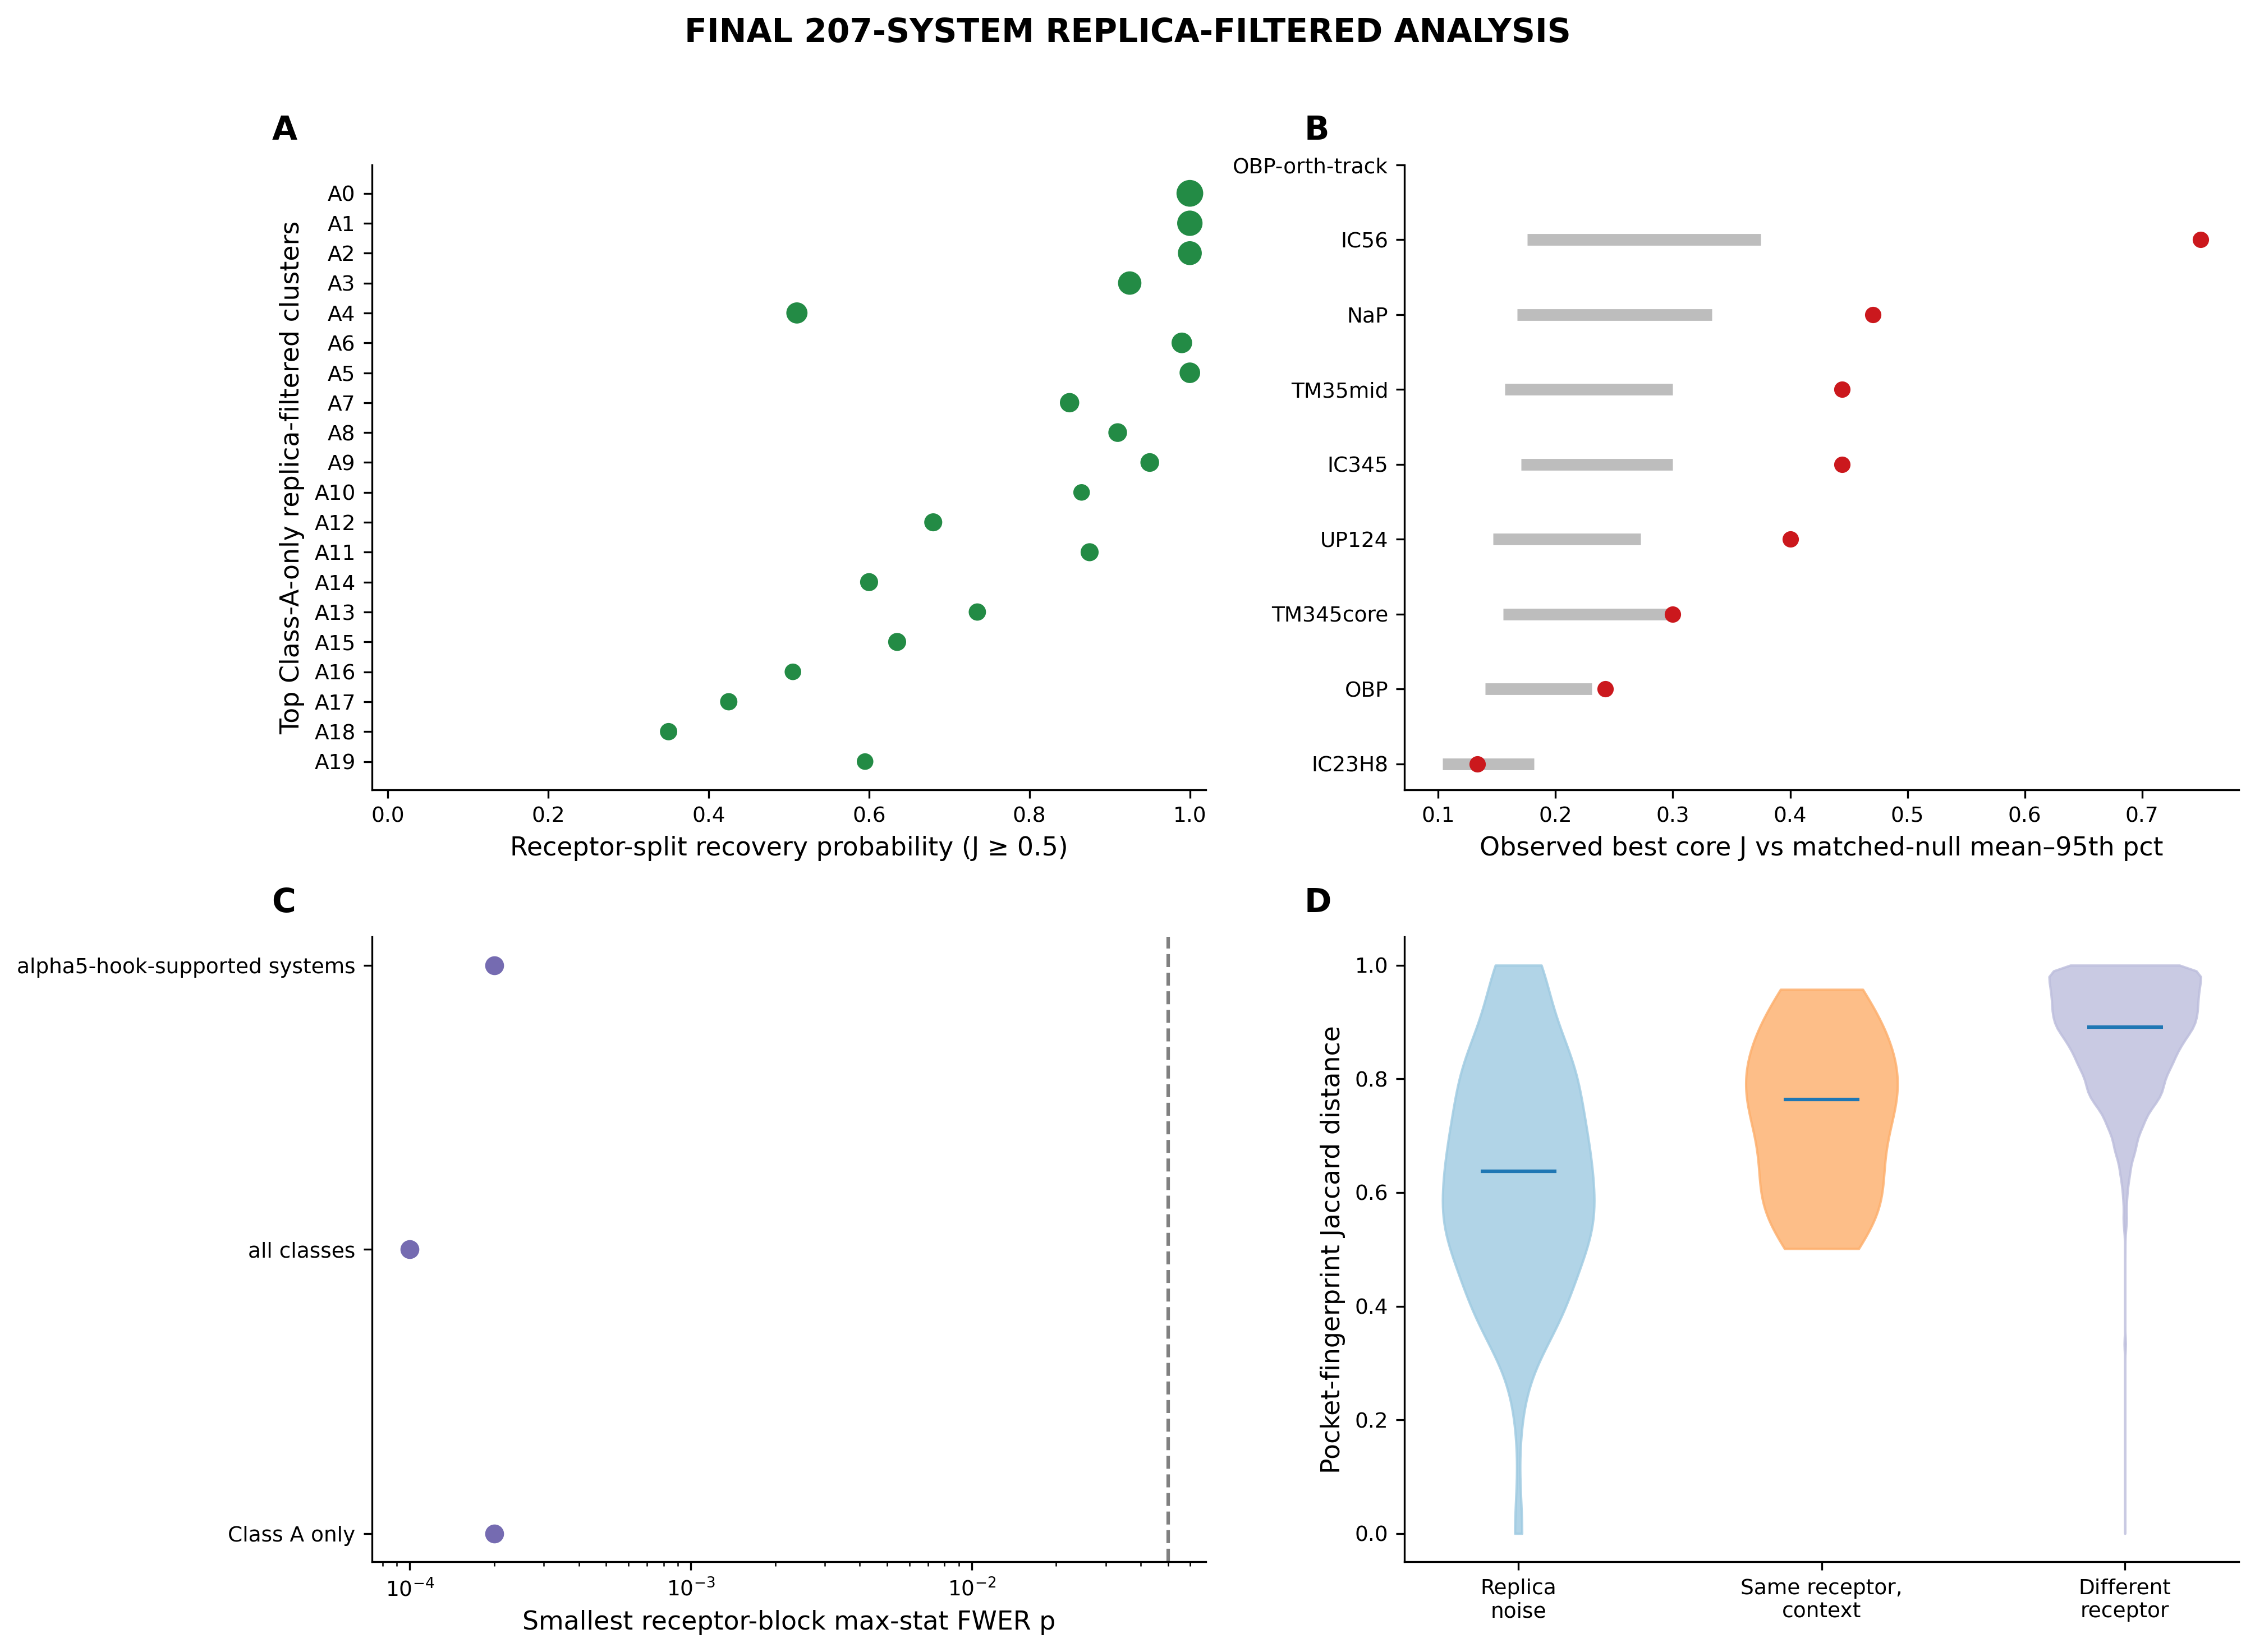 FINAL 207-SYSTEM REPLICA-FILTERED ANALYSIS
A
Top Class-A-only replica-filtered clusters
A0
A1
A2
A3
A4
A6
A5
A7
A8
A9
A10
A12
A11
A14
A13
A15
A16
A17
A18
A19
0.0 0.2 0.4 0.6 0.8 1.0
Receptor-split recovery probability (J ≥ 0.5)
B
OBP-orth-track
IC56
NaP
TM35mid
IC345
UP124
TM345core
OBP
IC23H8
0.1 0.2 0.3 0.4 0.5 0.6 0.7
Observed best core J vs matched-null mean–95th pct
C
alpha5-hook-supported systems
all classes
Class A only
10⁻⁴ 10⁻³ 10⁻²
Smallest receptor-block max-stat FWER p
D
Pocket-fingerprint Jaccard distance
1.0
0.8
0.6
0.4
0.2
0.0
Replica
noise
Same receptor,
context
Different
receptor